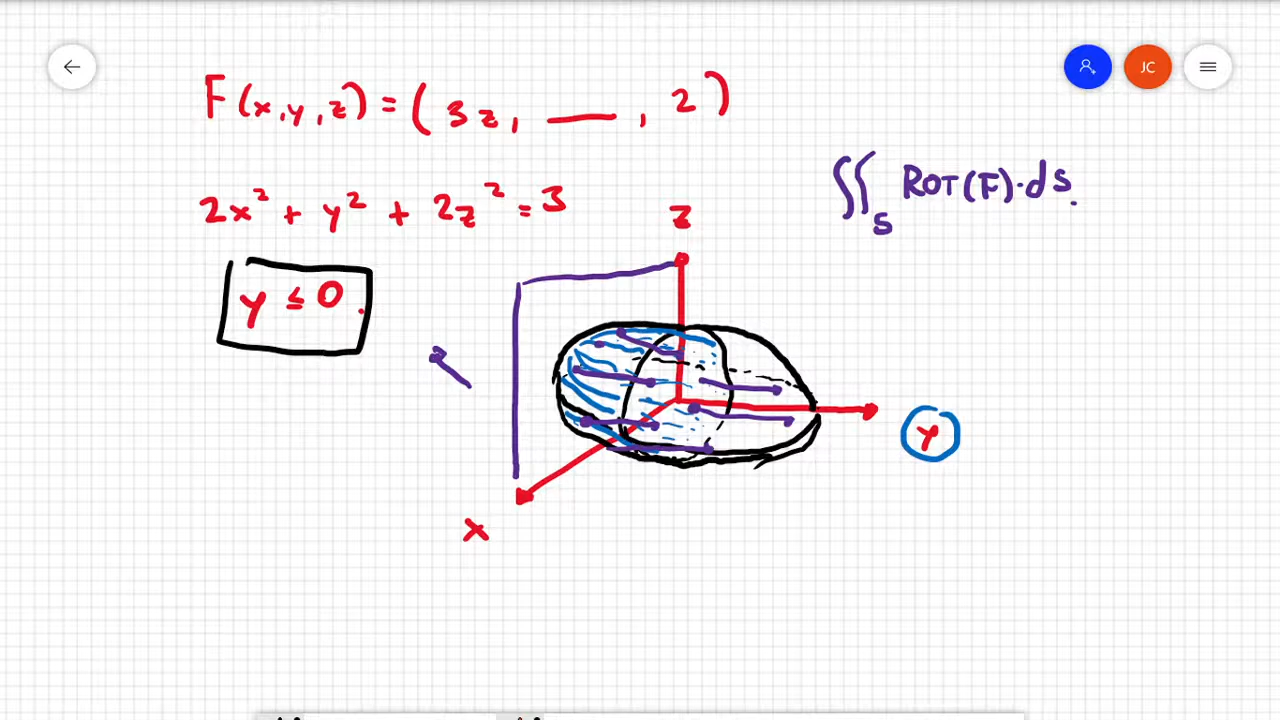 F(x,y,z) = ( 3z, ___ , 2 )
JC
∬s ROT(F)·ds.
2x² + y² + 2z² = 3
z
y ≤ 0.
y
x